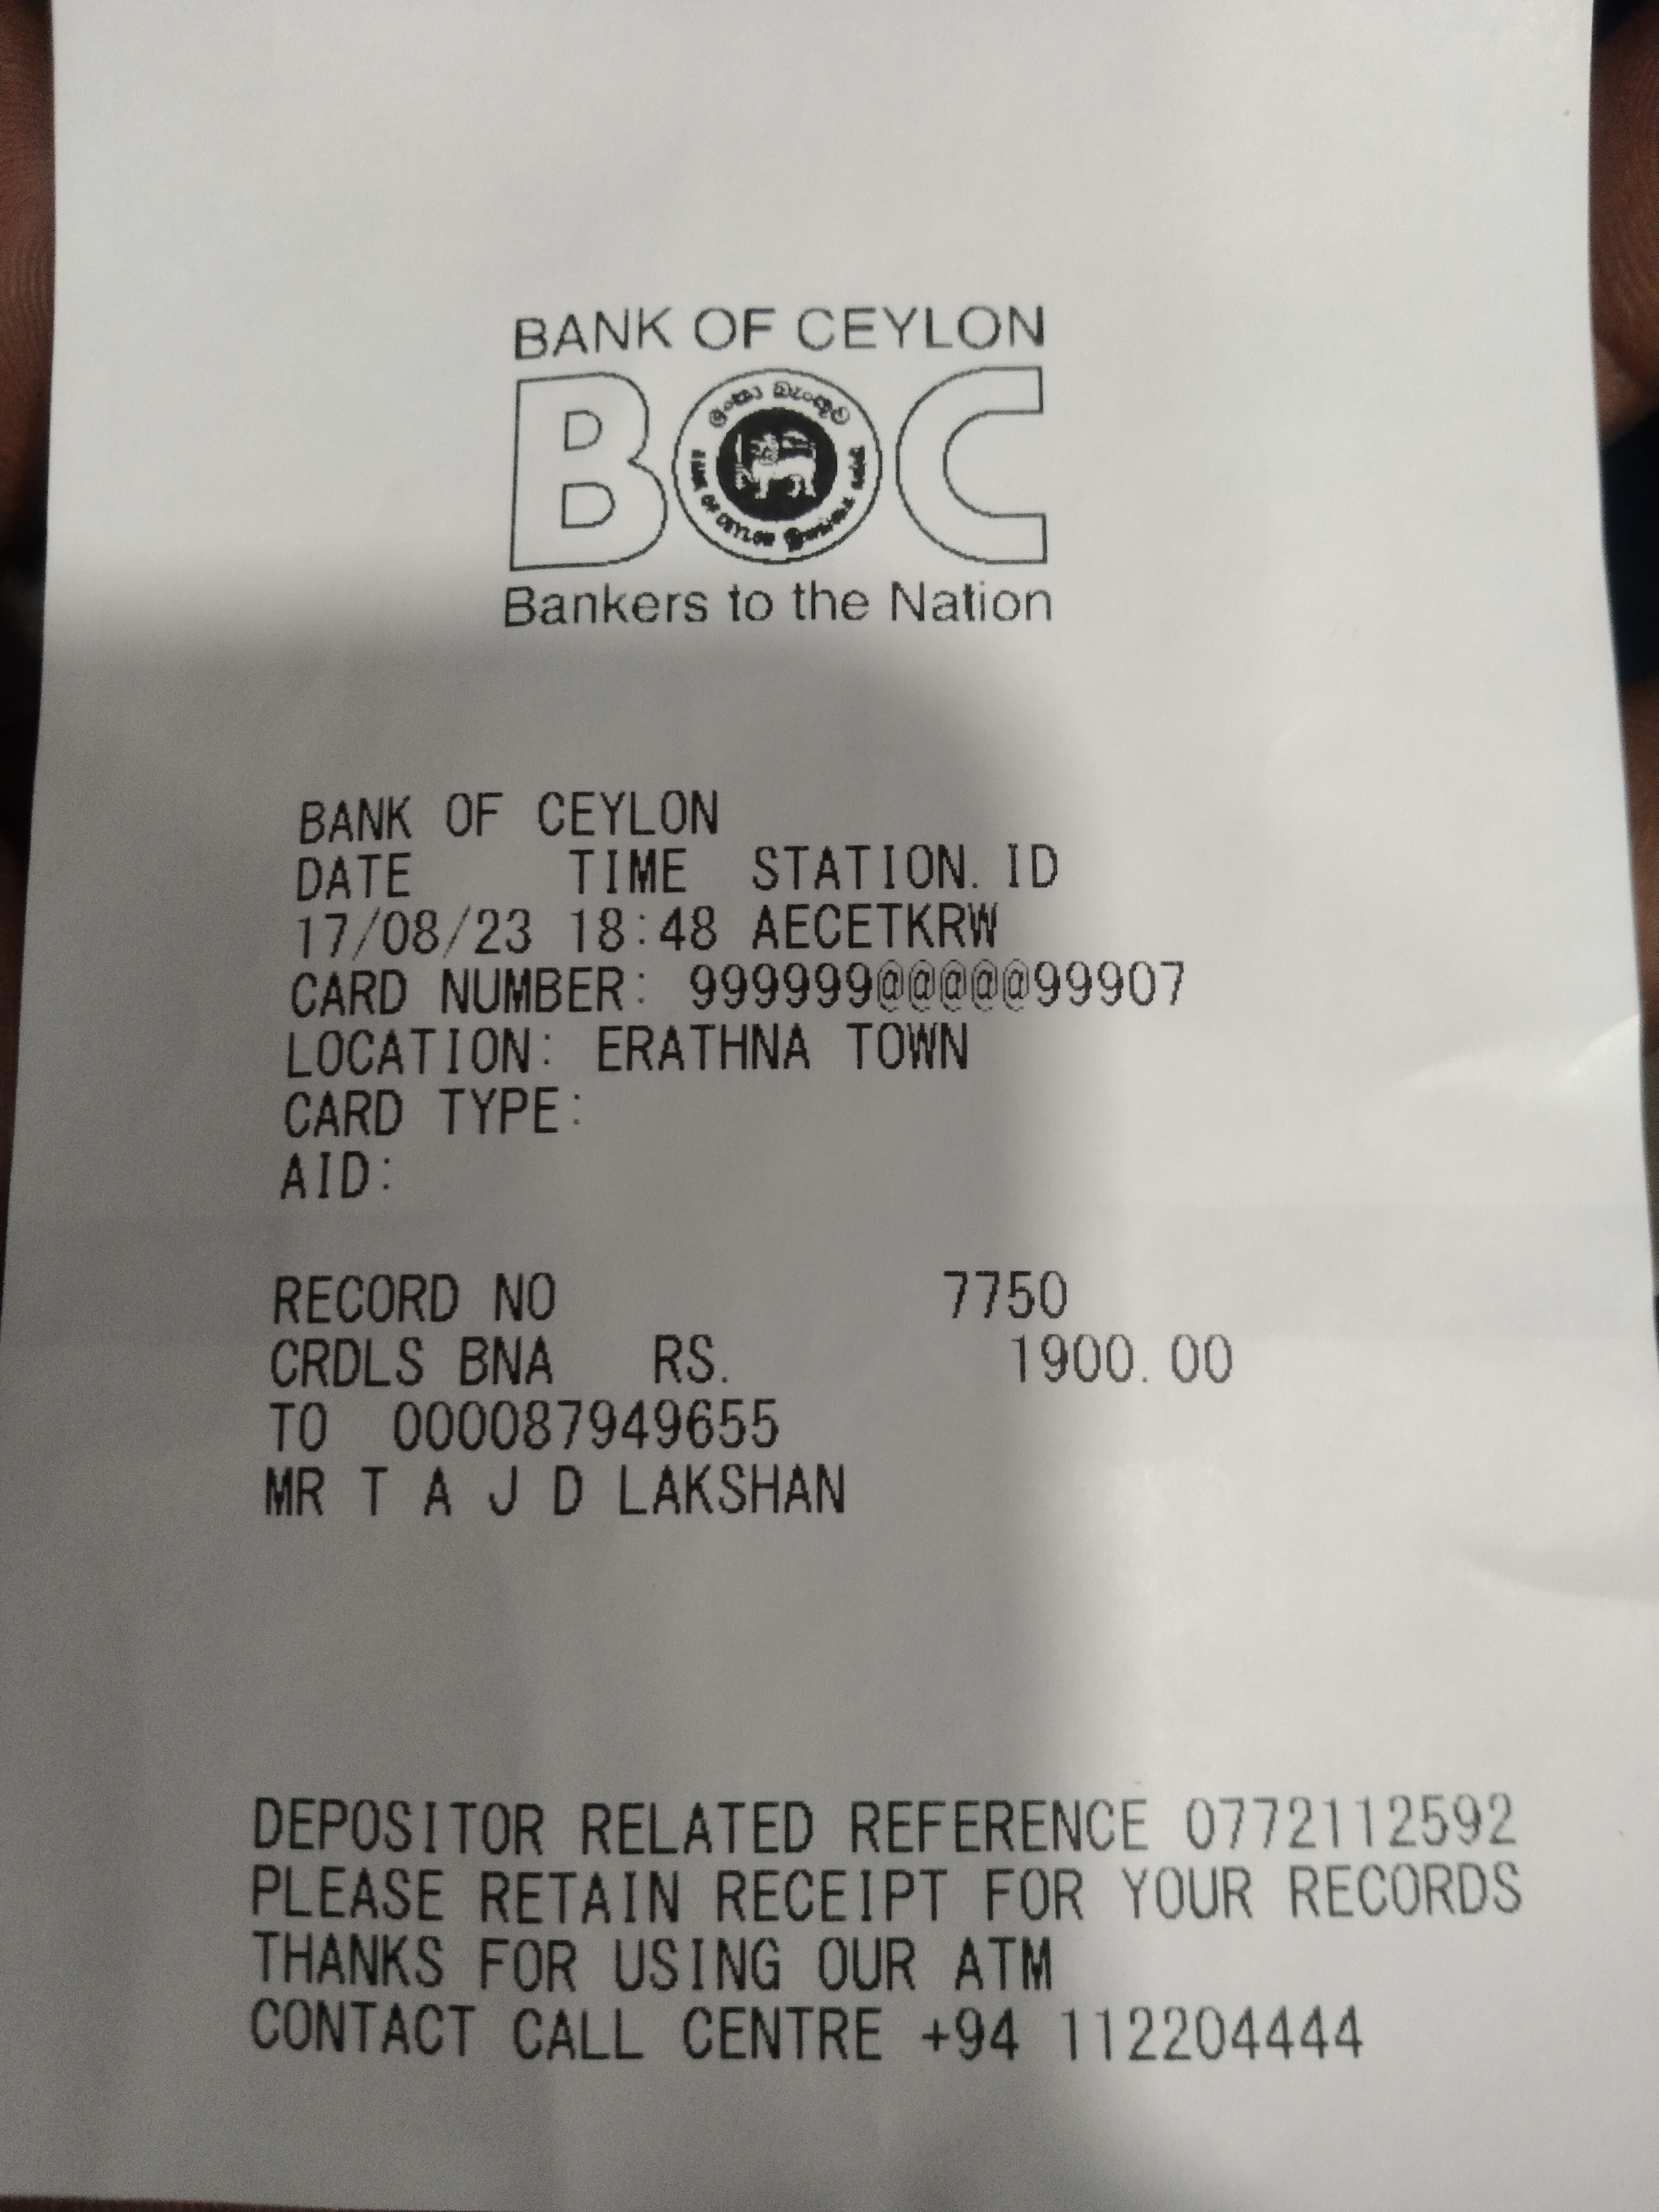 BANK OF CEYLON
BOC
ලංකා බැංකුව
BANK OF CEYLON
Bankers to the Nation
BANK OF CEYLON
DATE TIME STATION. ID
17/08/23 18:48 AECETKRW
CARD NUMBER: 999999@@@@@99907
LOCATION: ERATHNA TOWN
CARD TYPE:
AID:
RECORD NO 7750
CRDLS BNA RS. 1900.00
TO 000087949655
MR T A J D LAKSHAN
DEPOSITOR RELATED REFERENCE 0772112592
PLEASE RETAIN RECEIPT FOR YOUR RECORDS
THANKS FOR USING OUR ATM
CONTACT CALL CENTRE +94 112204444